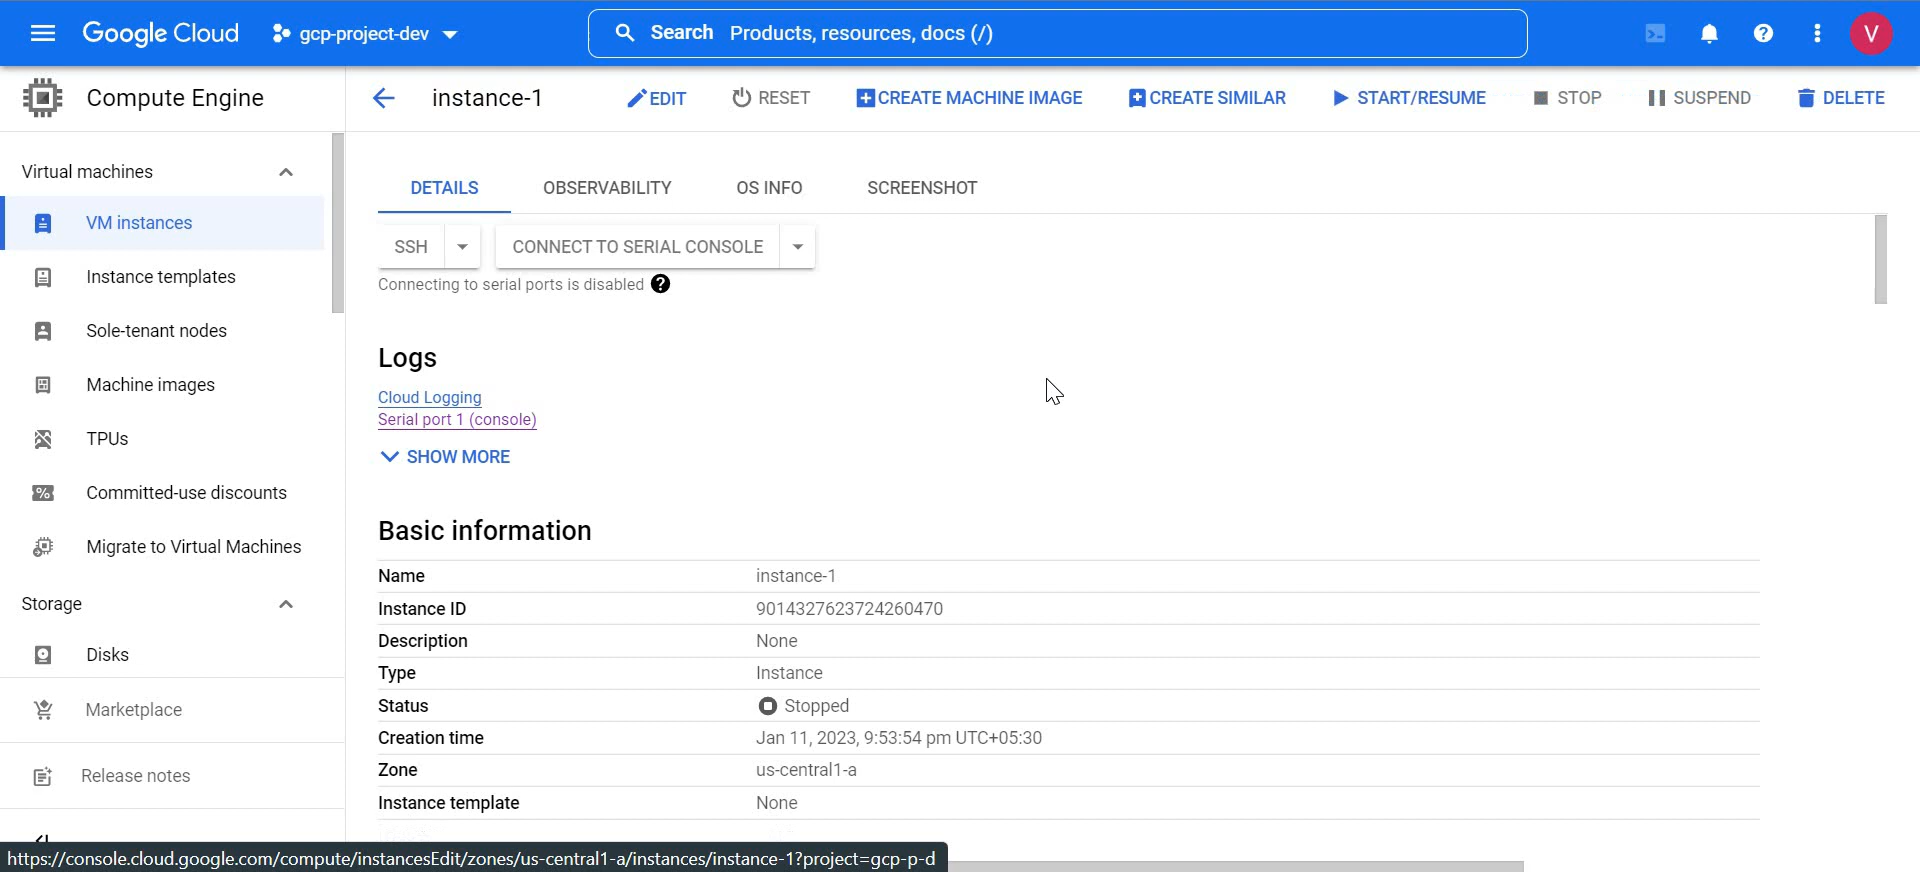 Google Cloud
gcp-project-dev
Search Products, resources, docs (/)
V
Compute Engine
instance-1
EDIT
RESET
CREATE MACHINE IMAGE
CREATE SIMILAR
START/RESUME
STOP
SUSPEND
DELETE
Virtual machines
VM instances
Instance templates
Sole-tenant nodes
Machine images
TPUs
Committed-use discounts
Migrate to Virtual Machines
Storage
Disks
Marketplace
Release notes
DETAILS
OBSERVABILITY
OS INFO
SCREENSHOT
SSH
CONNECT TO SERIAL CONSOLE
Connecting to serial ports is disabled
Logs
Cloud Logging
Serial port 1 (console)
SHOW MORE
Basic information
Name instance-1
Instance ID 9014327623724260470
Description None
Type Instance
Status Stopped
Creation time Jan 11, 2023, 9:53:54 pm UTC+05:30
Zone us-central1-a
Instance template None
https://console.cloud.google.com/compute/instancesEdit/zones/us-central1-a/instances/instance-1?project=gcp-p-d